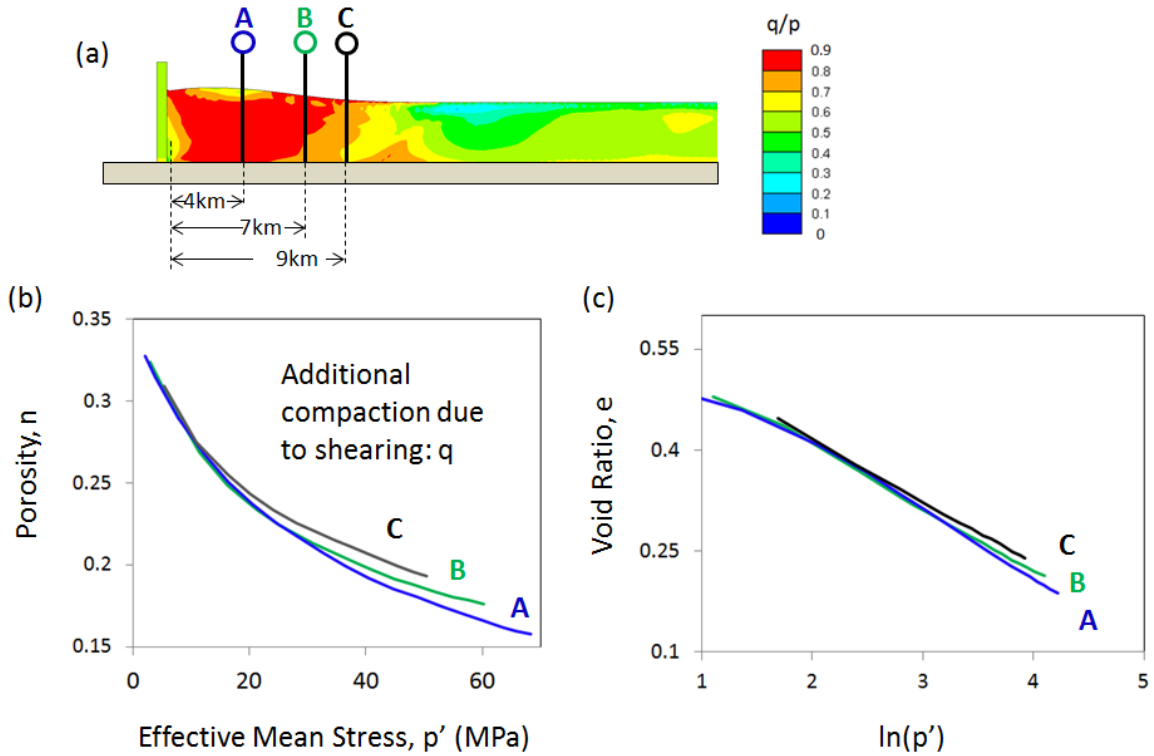 (a)
A
B
C
4km
7km
9km
q/p
0.9
0.8
0.7
0.6
0.5
0.4
0.3
0.2
0.1
0
(b)
0.35
0.3
0.25
0.2
0.15
Porosity, n
Additional
compaction due
to shearing: q
C
B
A
0
20
40
60
Effective Mean Stress, p’ (MPa)
(c)
0.55
0.4
0.25
0.1
Void Ratio, e
C
B
A
1
2
3
4
5
ln(p’)